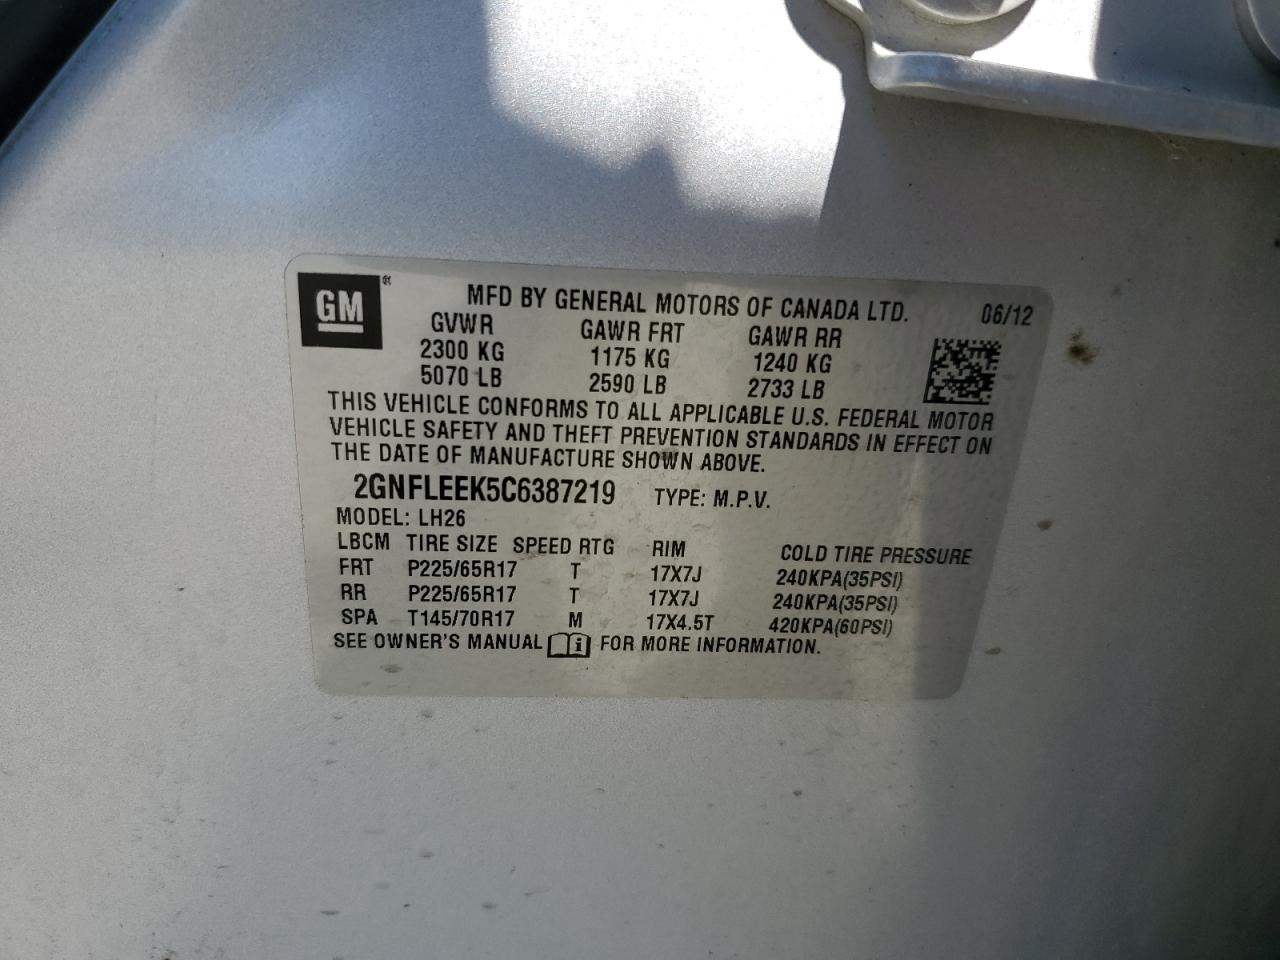 GM®
MFD BY GENERAL MOTORS OF CANADA LTD. 06/12
GVWR GAWR FRT GAWR RR
2300 KG 1175 KG 1240 KG
5070 LB 2590 LB 2733 LB
THIS VEHICLE CONFORMS TO ALL APPLICABLE U.S. FEDERAL MOTOR
VEHICLE SAFETY AND THEFT PREVENTION STANDARDS IN EFFECT ON
THE DATE OF MANUFACTURE SHOWN ABOVE.
2GNFLEEK5C6387219 TYPE: M.P.V.
MODEL: LH26
LBCM TIRE SIZE SPEED RTG RIM COLD TIRE PRESSURE
FRT P225/65R17 T 17X7J 240KPA(35PSI)
RR P225/65R17 T 17X7J 240KPA(35PSI)
SPA T145/70R17 M 17X4.5T 420KPA(60PSI)
SEE OWNER'S MANUAL i FOR MORE INFORMATION.